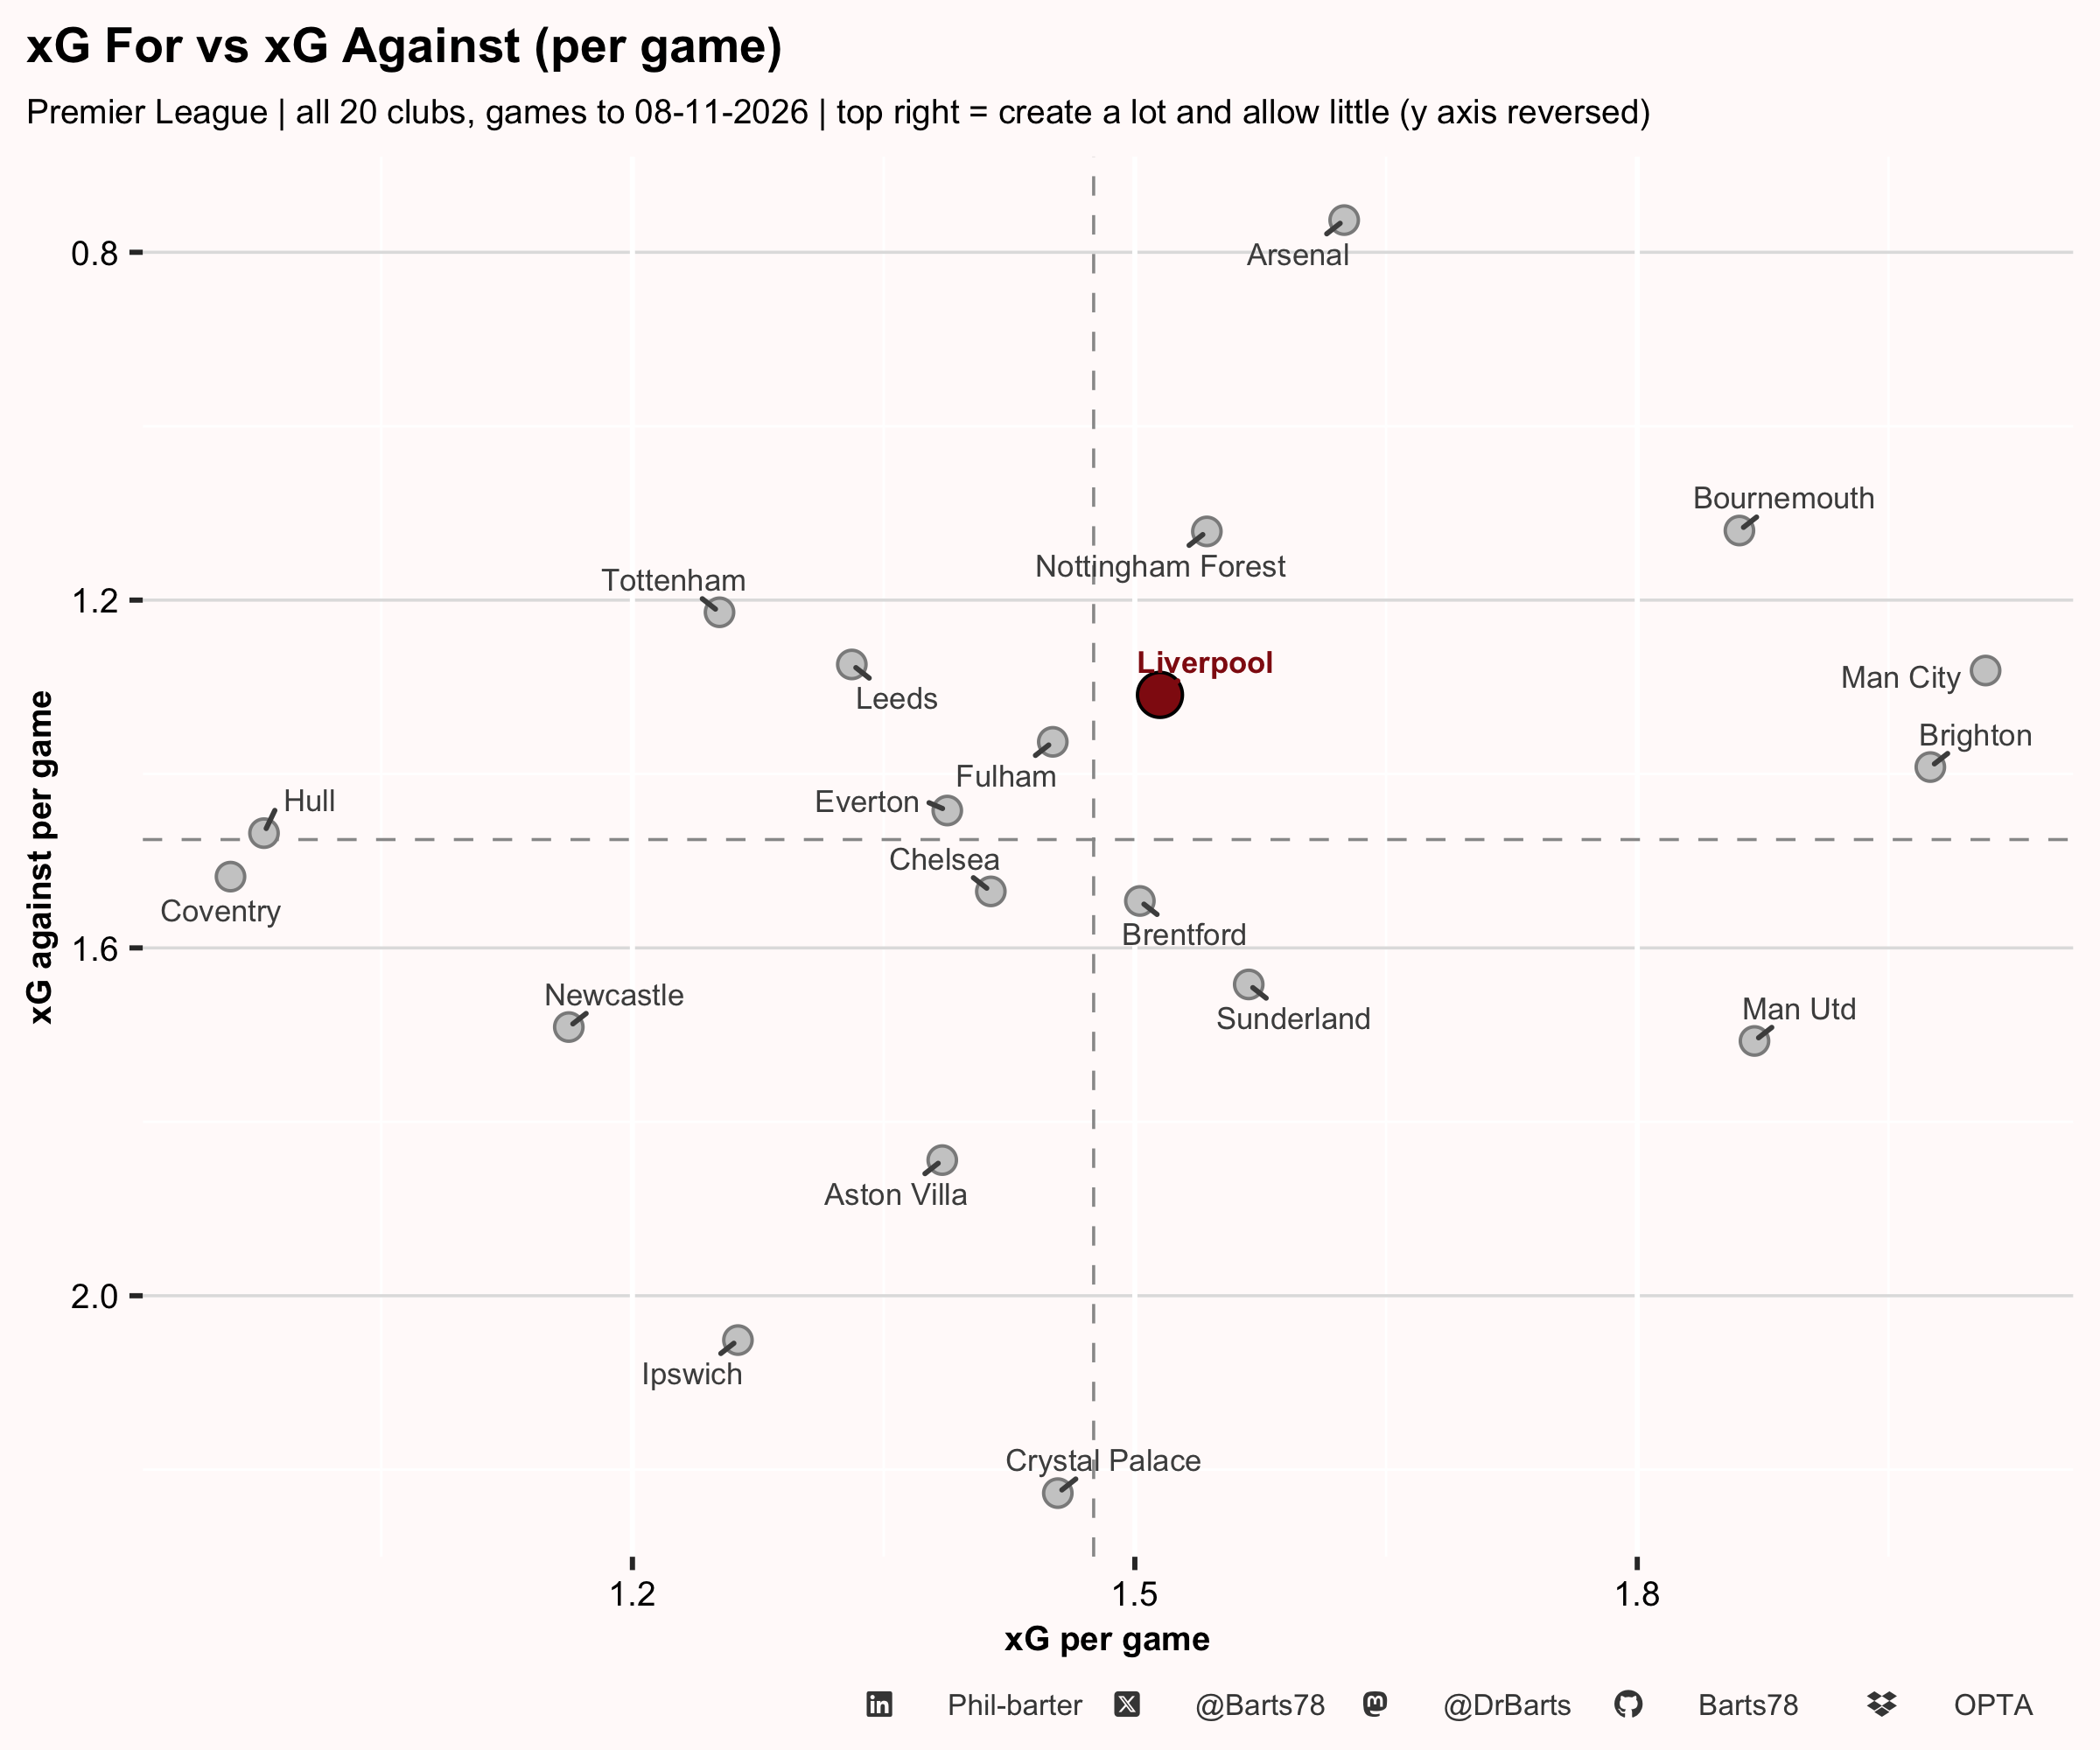 xG For vs xG Against (per game)
Premier League | all 20 clubs, games to 08-11-2026 | top right = create a lot and allow little (y axis reversed)
xG against per game
0.8
1.2
1.6
2.0
Arsenal
Bournemouth
Nottingham Forest
Tottenham
Liverpool
Man City
Leeds
Brighton
Fulham
Everton
Hull
Chelsea
Coventry
Brentford
Newcastle
Sunderland
Man Utd
Aston Villa
Ipswich
Crystal Palace
1.2 1.5 1.8
xG per game
Phil-barter @Barts78 @DrBarts Barts78 OPTA